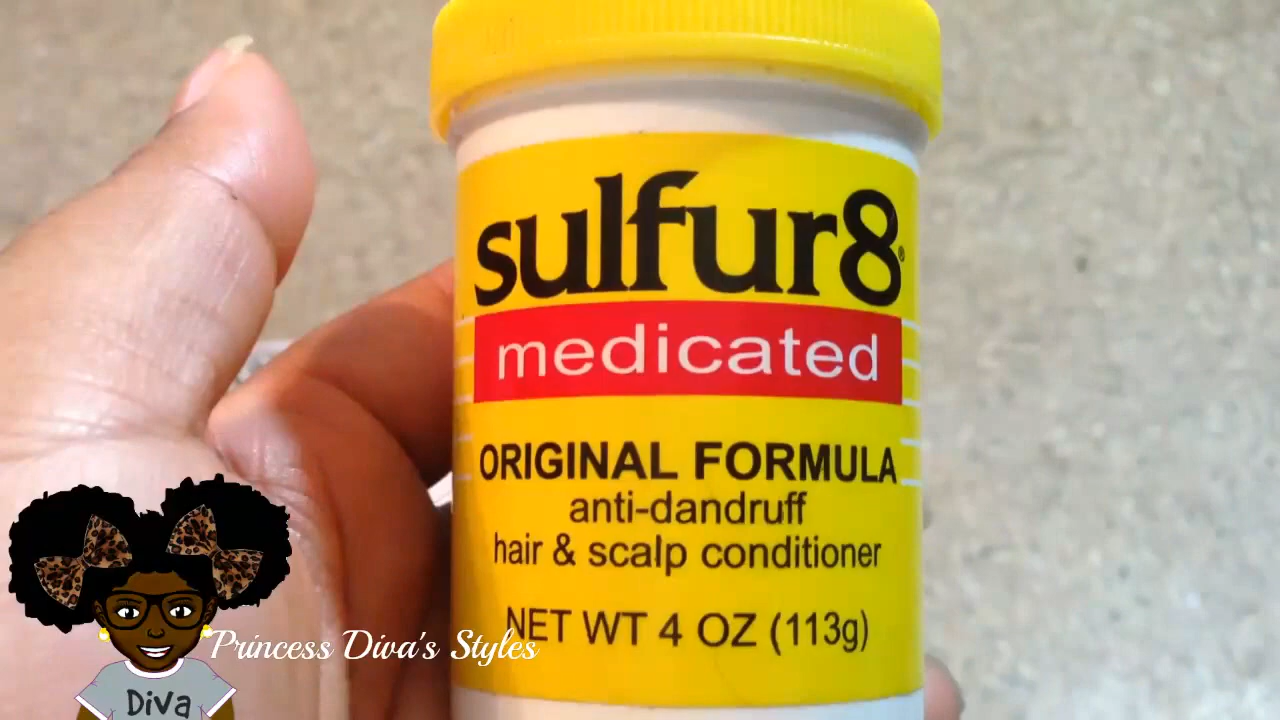 sulfur8®
medicated
ORIGINAL FORMULA
anti-dandruff
hair & scalp conditioner
NET WT 4 OZ (113g)
Princess Diva's Styles
Diva